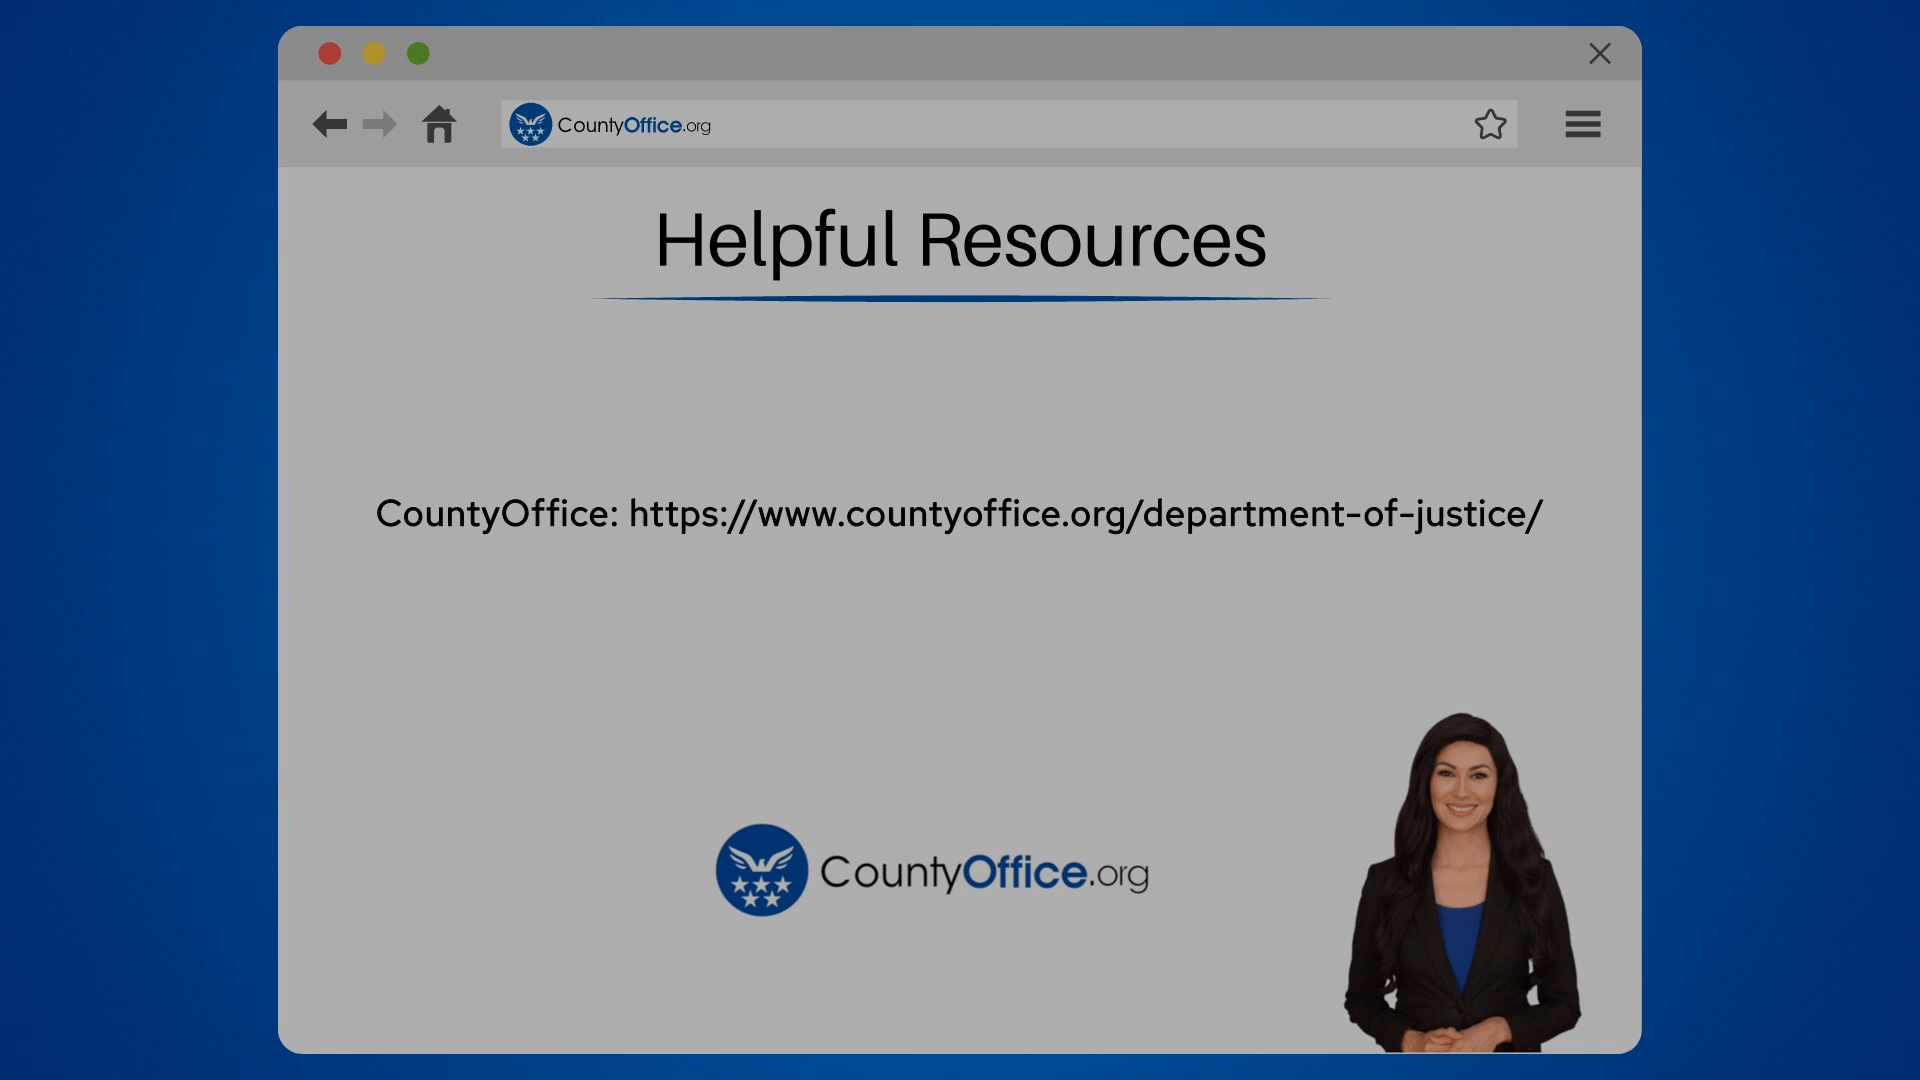 CountyOffice.org
Helpful Resources
CountyOffice: https://www.countyoffice.org/department-of-justice/
CountyOffice.org